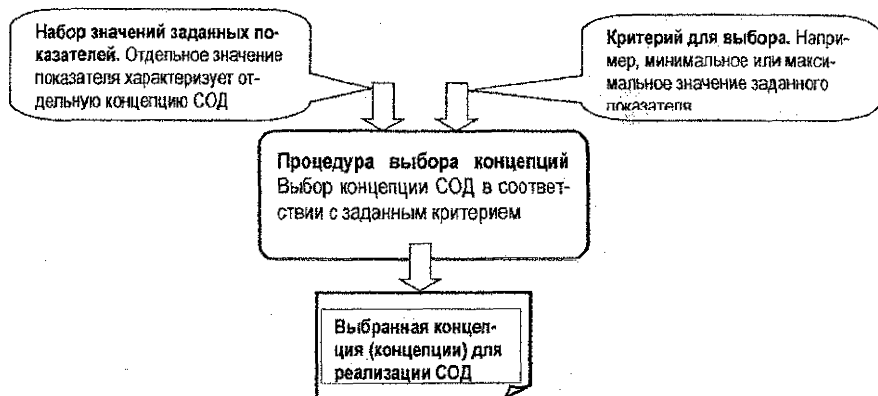 Набор значений заданных по-
казателей. Отдельное значение
показателя характеризует от-
дельную концепцию СОД
Критерий для выбора. Напри-
мер, минимальное или макси-
мальное значение заданного
показателя
Процедура выбора концепций
Выбор концепции СОД в соответ-
ствии с заданным критерием
Выбранная концеп-
ция (концепции) для
реализации СОД